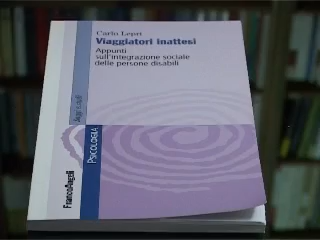 Carlo Lepri
Viaggiatori inattesi
Appunti
sull'integrazione sociale
delle persone disabili
FrancoAngeli
PSICOLOGIA